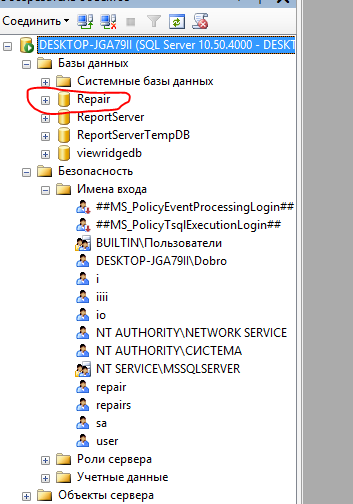 Соединить
DESKTOP-JGA79II (SQL Server 10.50.4000 - DESKT
Базы данных
Системные базы данных
Repair
ReportServer
ReportServerTempDB
viewridgedb
Безопасность
Имена входа
##MS_PolicyEventProcessingLogin##
##MS_PolicyTsqlExecutionLogin##
BUILTIN\Пользователи
DESKTOP-JGA79II\Dobro
i
iiii
io
NT AUTHORITY\NETWORK SERVICE
NT AUTHORITY\СИСТЕМА
NT SERVICE\MSSQLSERVER
repair
repairs
sa
user
Роли сервера
Учетные данные
Объекты сервера